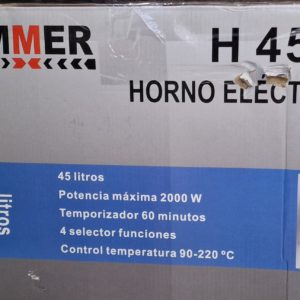 MMER
H 45
HORNO ELÉCT
45 litros
Potencia máxima 2000 W
Temporizador 60 minutos
4 selector funciones
Control temperatura 90-220 ºC
litros